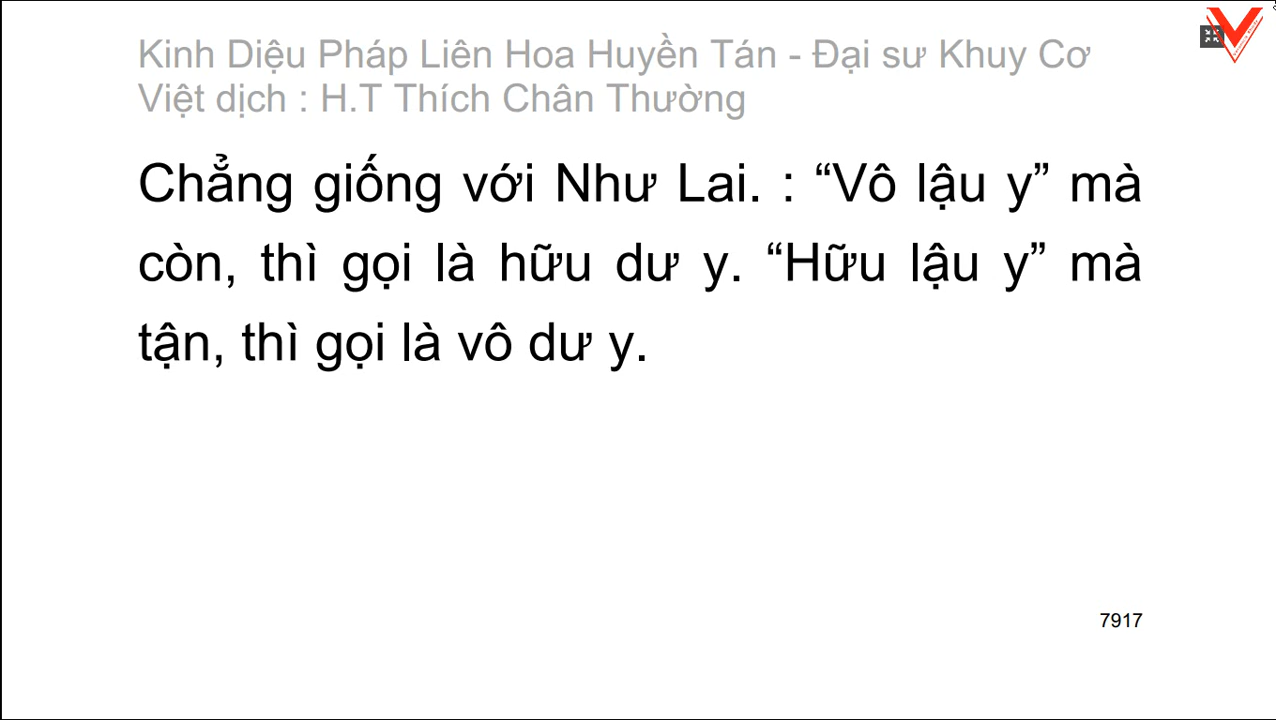 Kinh Diệu Pháp Liên Hoa Huyền Tán - Đại sư Khuy Cơ
Việt dịch : H.T Thích Chân Thường
Chẳng giống với Như Lai. : “Vô lậu y” mà
còn, thì gọi là hữu dư y. “Hữu lậu y” mà
tận, thì gọi là vô dư y.
7917